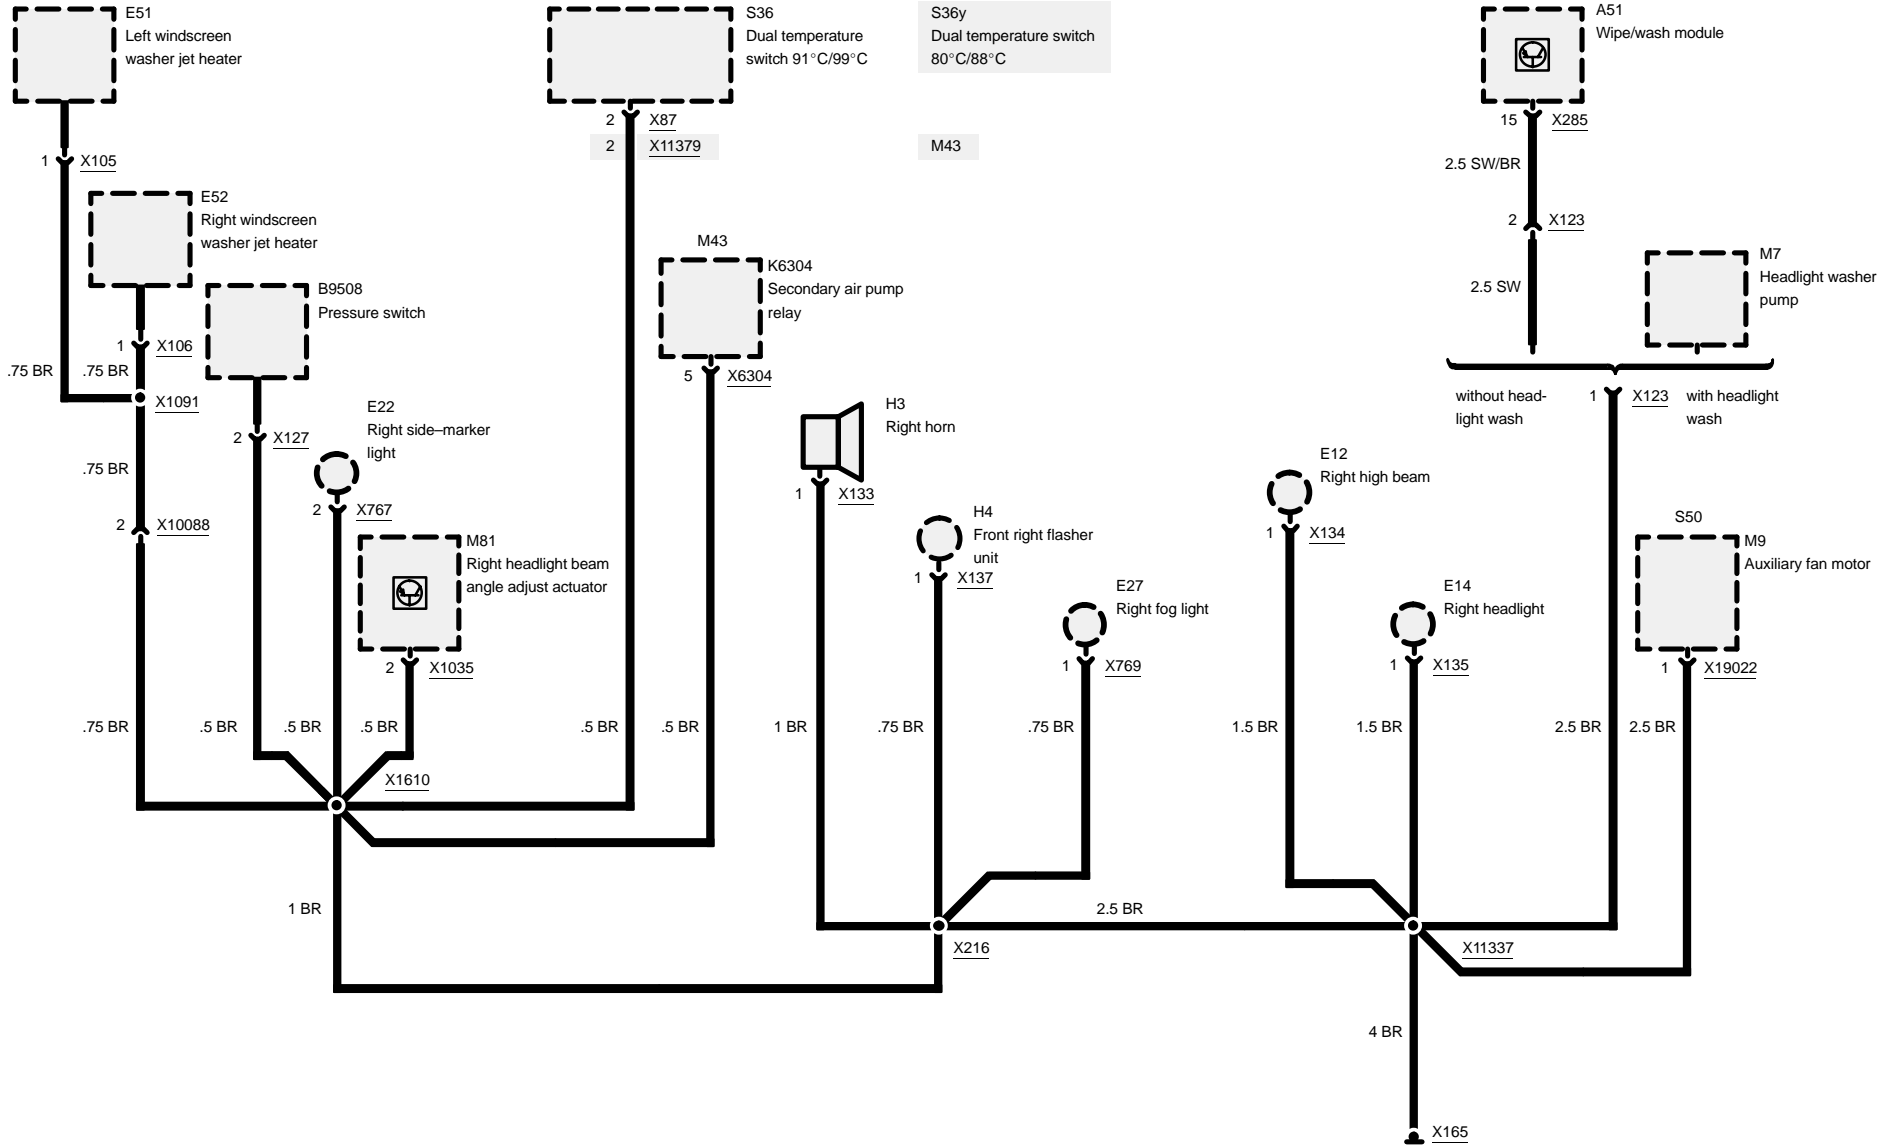 E51
Left windscreen
washer jet heater
S36
Dual temperature
switch 91°C/99°C
S36y
Dual temperature switch
80°C/88°C
A51
Wipe/wash module
2 X87
2 X11379
M43
15 X285
1 X105
2.5 SW/BR
E52
Right windscreen
washer jet heater
2 X123
M43
K6304
Secondary air pump
relay
M7
Headlight washer
pump
B9508
Pressure switch
2.5 SW
1 X106
.75 BR
.75 BR
5 X6304
X1091
without head-
light wash
1 X123
with headlight
wash
E22
Right side–marker
light
H3
Right horn
2 X127
.75 BR
E12
Right high beam
1 X133
2 X767
2 X10088
H4
Front right flasher
unit
1 X134
S50
M81
Right headlight beam
angle adjust actuator
M9
Auxiliary fan motor
1 X137
E27
Right fog light
E14
Right headlight
2 X1035
1 X769
1 X135
1 X19022
.75 BR
.5 BR
.5 BR
.5 BR
.5 BR
.5 BR
1 BR
.75 BR
.75 BR
1.5 BR
1.5 BR
2.5 BR
2.5 BR
X1610
1 BR
2.5 BR
X216
X11337
4 BR
X165